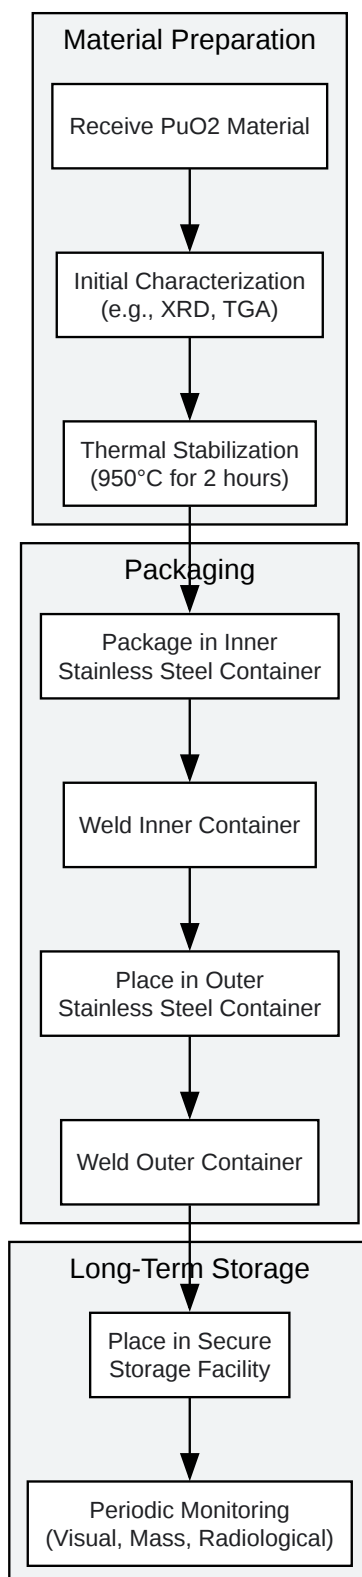 Material Preparation
Receive PuO2 Material
Initial Characterization
(e.g., XRD, TGA)
Thermal Stabilization
(950°C for 2 hours)
Packaging
Package in Inner
Stainless Steel Container
Weld Inner Container
Place in Outer
Stainless Steel Container
Weld Outer Container
Long-Term Storage
Place in Secure
Storage Facility
Periodic Monitoring
(Visual, Mass, Radiological)